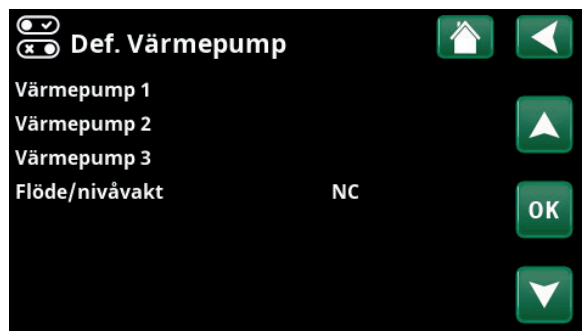 Def. Värmepump
Värmepump 1
Värmepump 2
Värmepump 3
Flöde/nivåvakt NC
OK